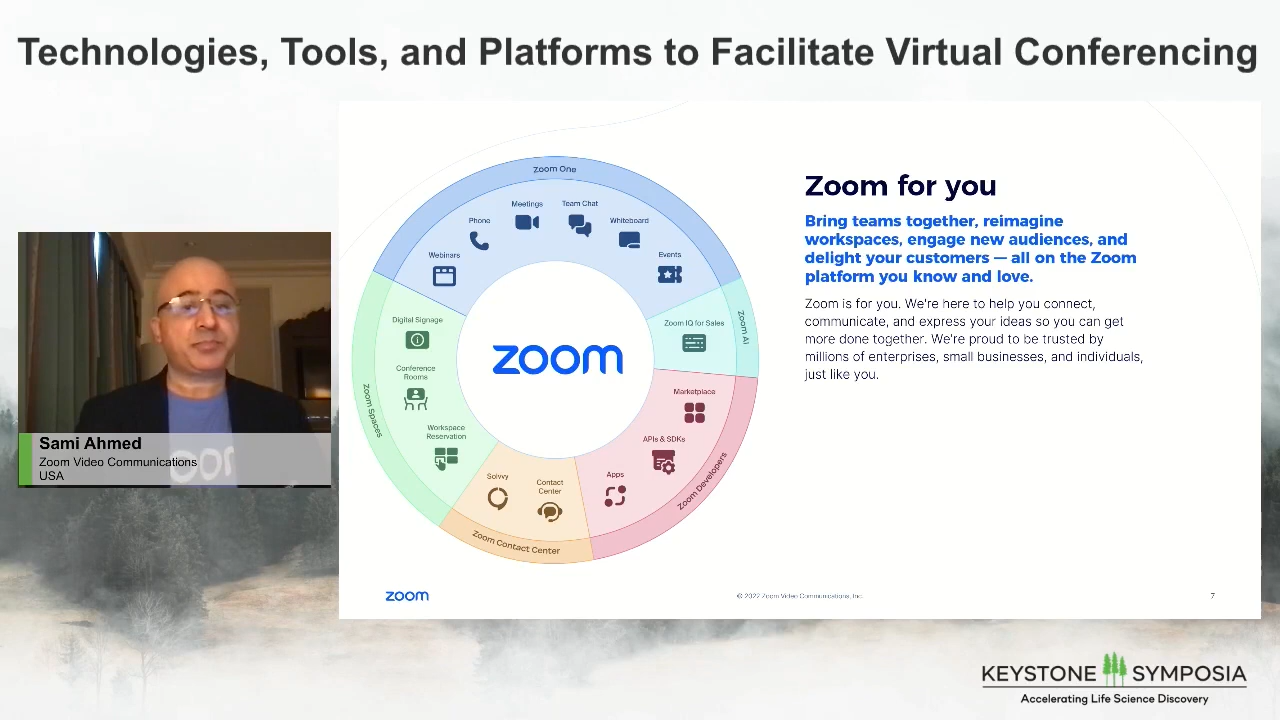 Technologies, Tools, and Platforms to Facilitate Virtual Conferencing
Zoom One
Webinars
Phone
Meetings
Team Chat
Whiteboard
Events
Zoom AI
Zoom IQ for Sales
Zoom Developers
Marketplace
APIs & SDKs
Apps
Zoom Contact Center
Contact
Center
Solvvy
Zoom Spaces
Workspace
Reservation
Conference
Rooms
Digital Signage
zoom
Zoom for you
Bring teams together, reimagine
workspaces, engage new audiences, and
delight your customers — all on the Zoom
platform you know and love.
Zoom is for you. We're here to help you connect,
communicate, and express your ideas so you can get
more done together. We're proud to be trusted by
millions of enterprises, small businesses, and individuals,
just like you.
zoom
© 2022 Zoom Video Communications, Inc.
7
Sami Ahmed
Zoom Video Communications
USA
KEYSTONE SYMPOSIA
Accelerating Life Science Discovery